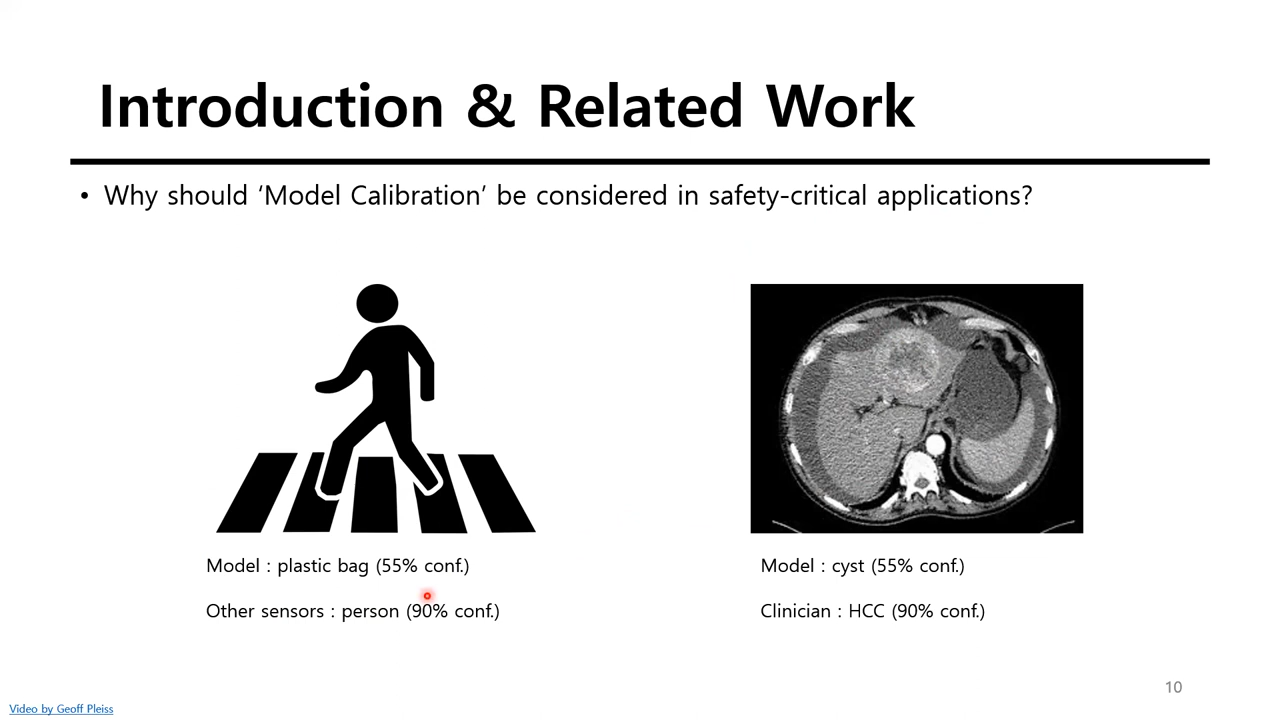 Introduction & Related Work
• Why should ‘Model Calibration’ be considered in safety-critical applications?
Model : plastic bag (55% conf.)
Other sensors : person (90% conf.)
Model : cyst (55% conf.)
Clinician : HCC (90% conf.)
10
Video by Geoff Pleiss